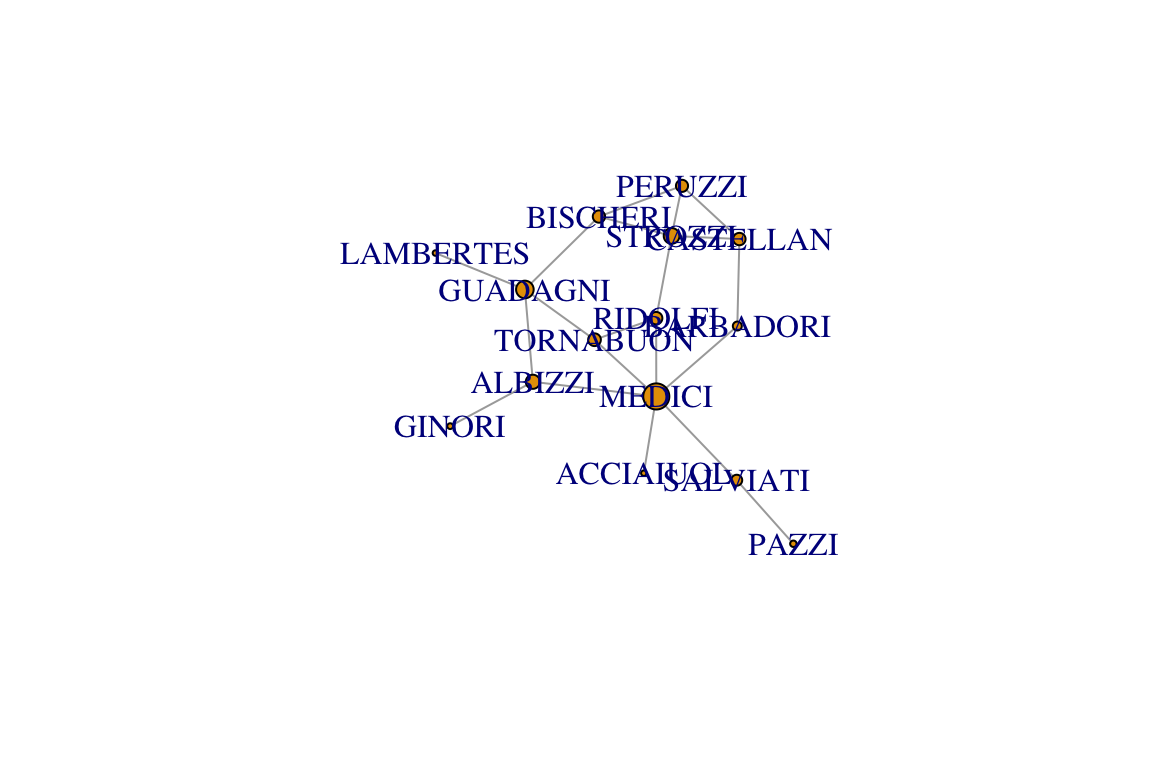 PERUZZI
BISCHERI
STROZZI
CASTELLAN
LAMBERTES
GUADAGNI
RIDOLFI
BARBADORI
TORNABUON
ALBIZZI
MEDICI
GINORI
ACCIAIUOL
SALVIATI
PAZZI